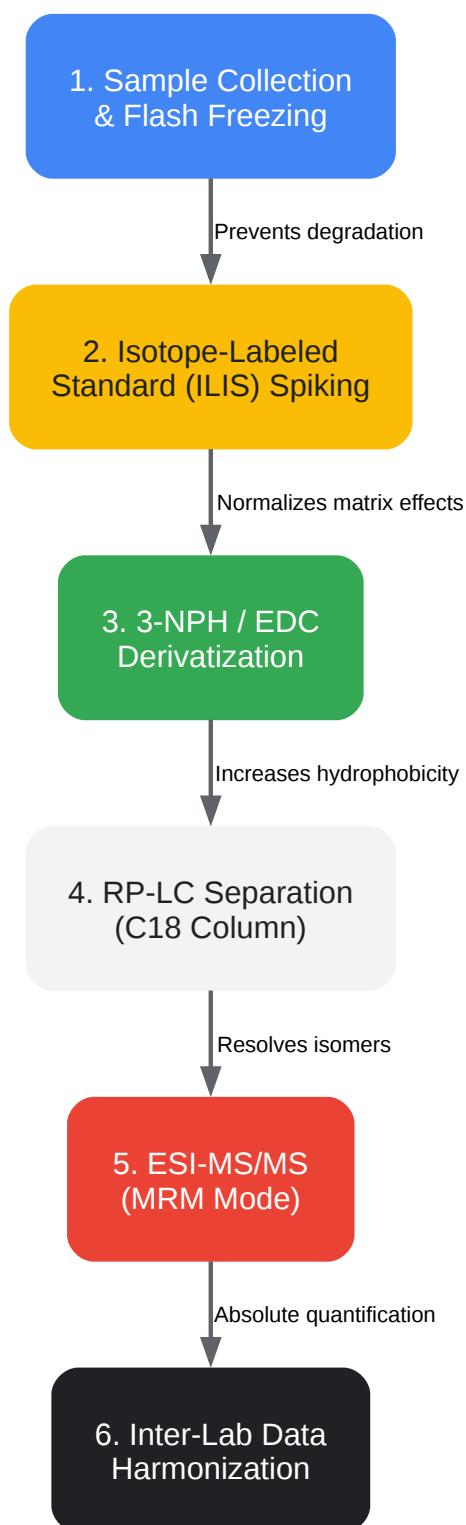 1. Sample Collection
& Flash Freezing
Prevents degradation
2. Isotope-Labeled
Standard (ILIS) Spiking
Normalizes matrix effects
3. 3-NPH / EDC
Derivatization
Increases hydrophobicity
4. RP-LC Separation
(C18 Column)
Resolves isomers
5. ESI-MS/MS
(MRM Mode)
Absolute quantification
6. Inter-Lab Data
Harmonization